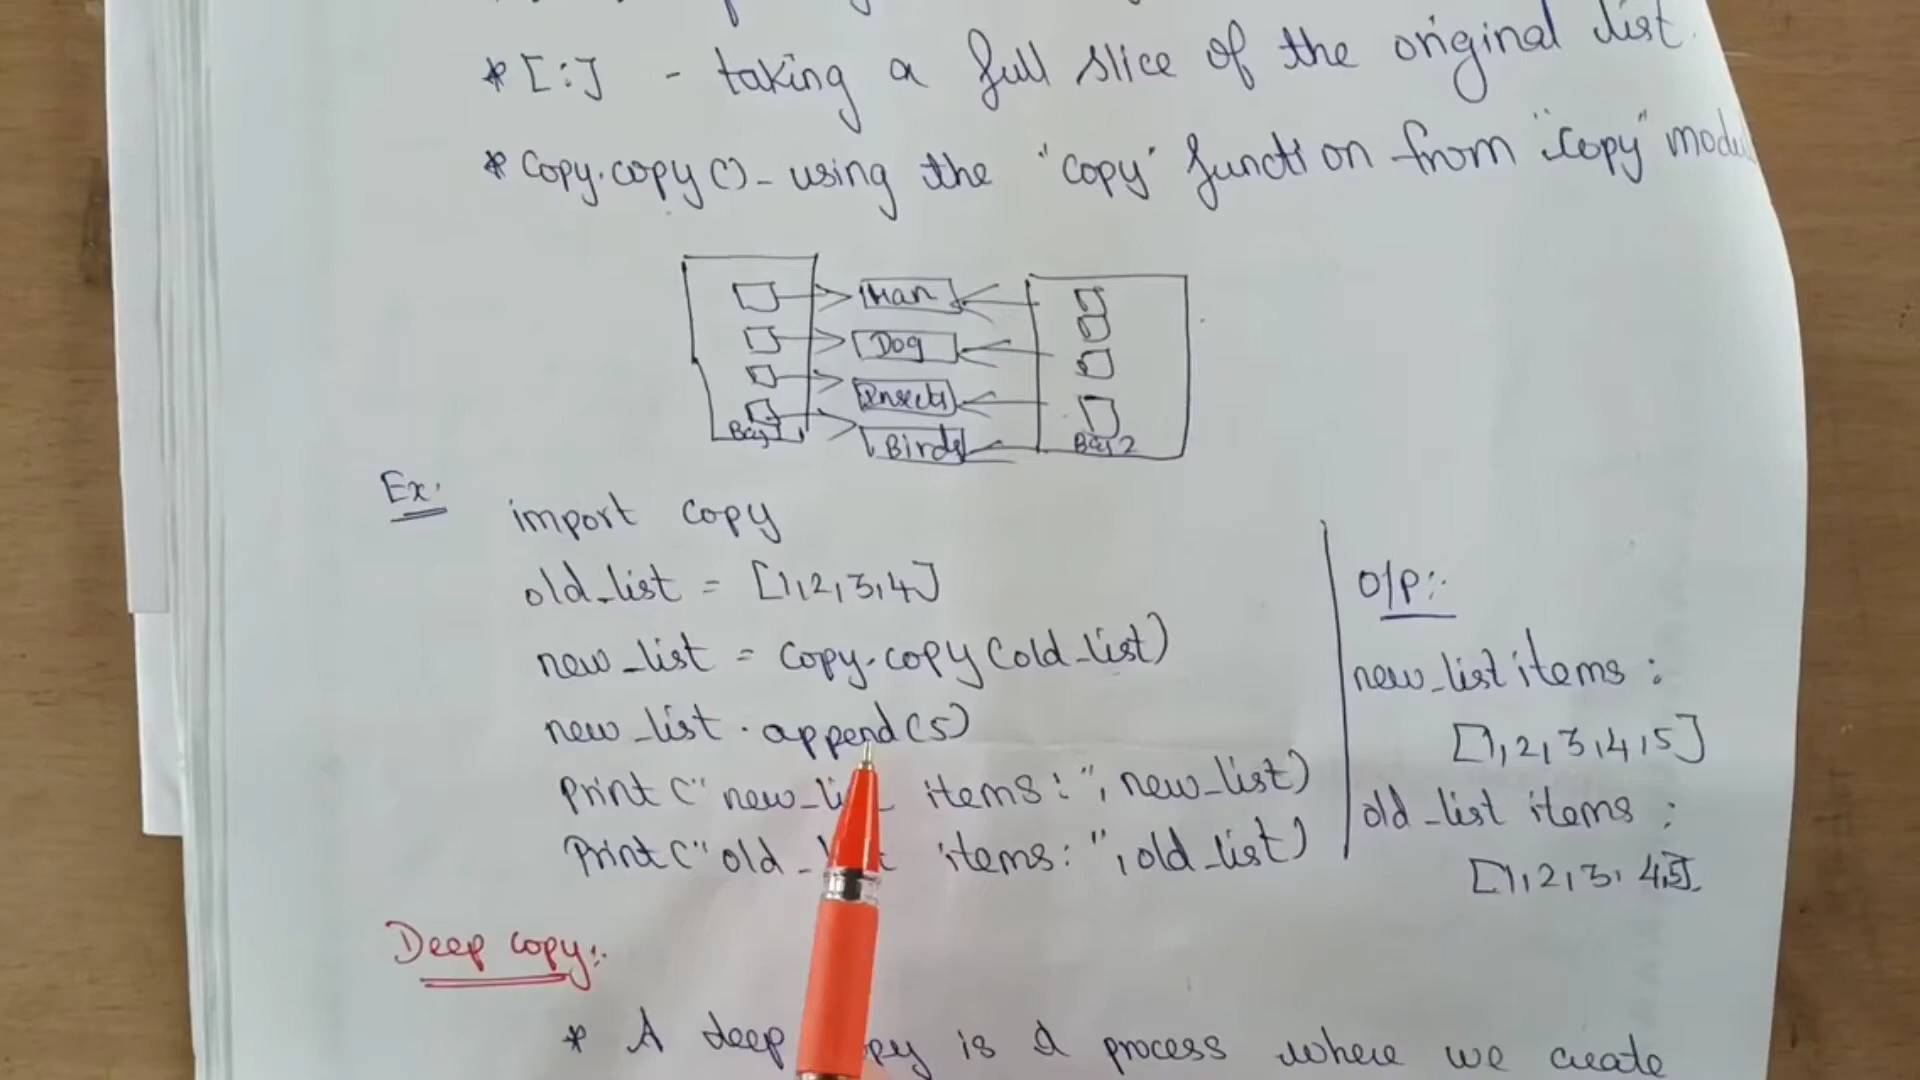 * [:] - taking a full slice of the original list.
* Copy.copy() - using the "copy" function from "copy"
Man
Dog
Insects
Birds
Bag 1
Bag 2
Ex:
import copy
old_list = [1,2,3,4]
new_list = copy.copy(old_list)
new_list.append(5)
Print("new_list items:", new_list)
Print("old_ items:", old_list)
O/P:-
new_list items :
[1,2,3,4,5]
old_list items :
[1,2,3,4,5]
Deep copy:-
* A deep is a process where we create